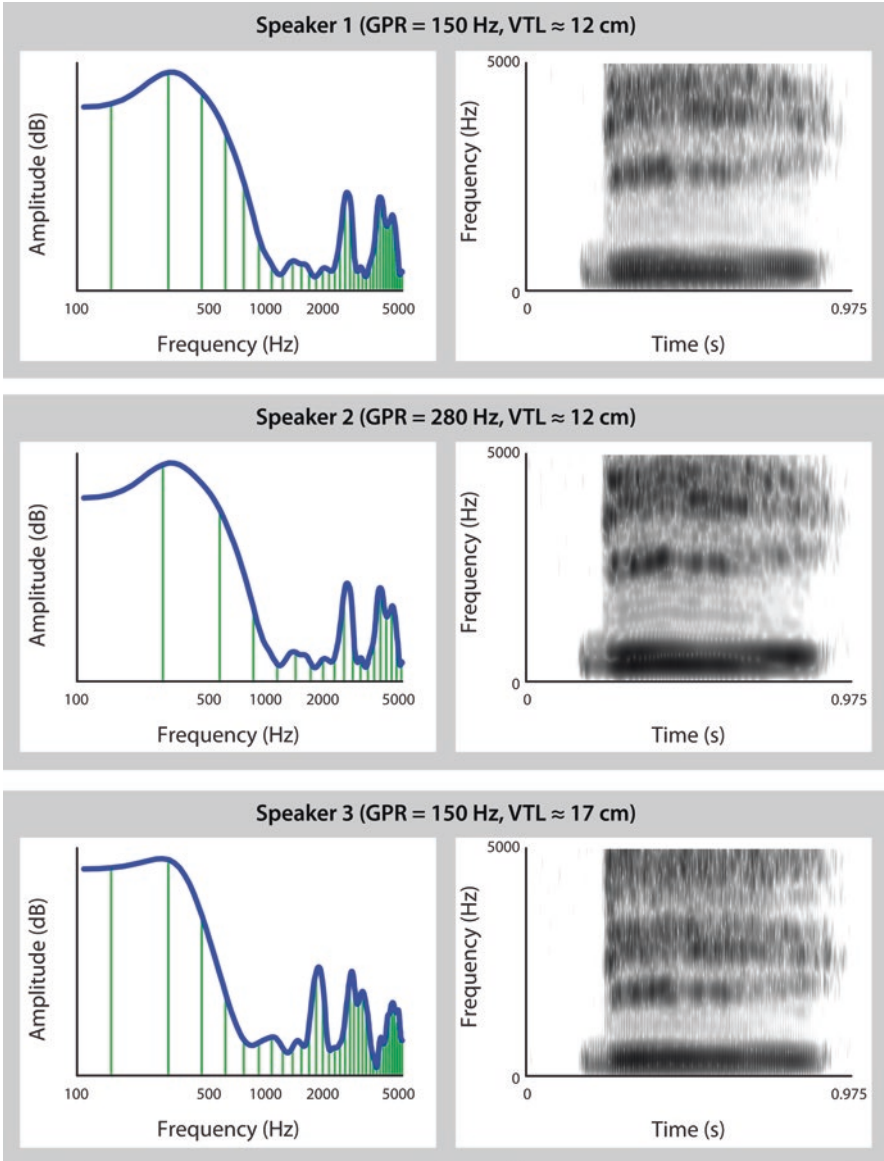 Speaker 1 (GPR = 150 Hz, VTL ≈ 12 cm)
Amplitude (dB)
100 500 1000 2000 5000
Frequency (Hz)
Frequency (Hz)
5000
0
0 0.975
Time (s)
Speaker 2 (GPR = 280 Hz, VTL ≈ 12 cm)
Amplitude (dB)
100 500 1000 2000 5000
Frequency (Hz)
Frequency (Hz)
5000
0
0 0.975
Time (s)
Speaker 3 (GPR = 150 Hz, VTL ≈ 17 cm)
Amplitude (dB)
100 500 1000 2000 5000
Frequency (Hz)
Frequency (Hz)
5000
0
0 0.975
Time (s)